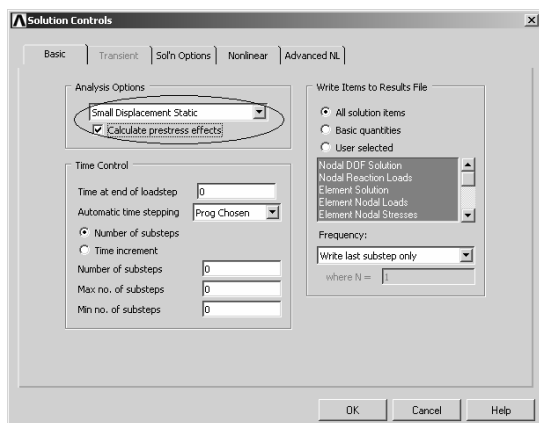 Solution Controls
Basic
Transient
Sol'n Options
Nonlinear
Advanced NL
Analysis Options
Small Displacement Static
Calculate prestress effects
Time Control
Time at end of loadstep
0
Automatic time stepping
Prog Chosen
Number of substeps
Time increment
Number of substeps
0
Max no. of substeps
0
Min no. of substeps
0
Write Items to Results File
All solution items
Basic quantities
User selected
Nodal DOF Solution
Nodal Reaction Loads
Element Solution
Element Nodal Loads
Element Nodal Stresses
Frequency:
Write last substep only
where N =
1
OK
Cancel
Help